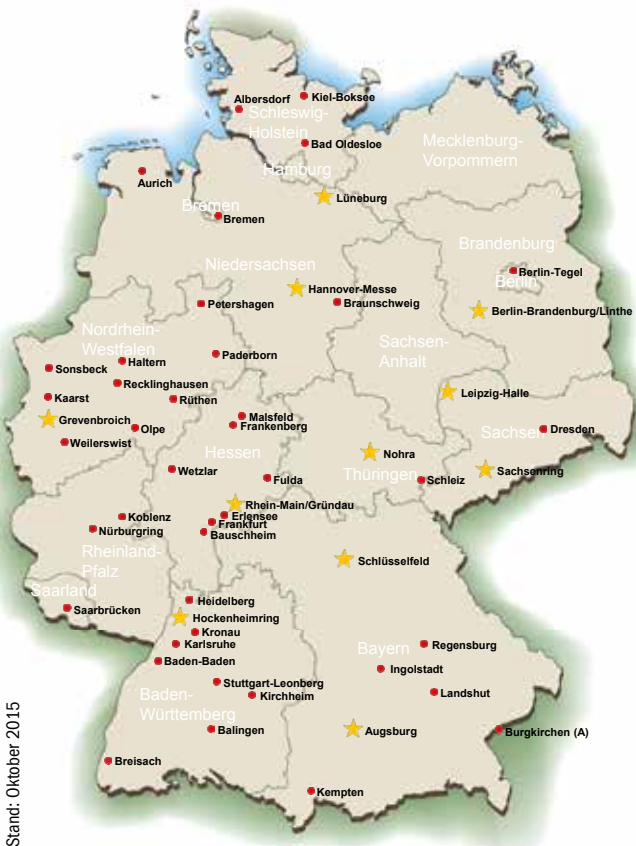 Albersdorf
Kiel-Boksee
Schleswig-
Holstein
Bad Oldesloe
Mecklenburg-
Vorpommern
Hamburg
Aurich
Lüneburg
Bremen
Bremen
Brandenburg
Niedersachsen
Berlin-Tegel
Berlin
Hannover-Messe
Petershagen
Braunschweig
Berlin-Brandenburg/Linthe
Nordrhein-
Westfalen
Sachsen-
Anhalt
Paderborn
Haltern
Sonsbeck
Recklinghausen
Leipzig-Halle
Kaarst
Rüthen
Grevenbroich
Malsfeld
Frankenberg
Olpe
Sachsen
Dresden
Weilerswist
Hessen
Nohra
Wetzlar
Thüringen
Sachsenring
Fulda
Schleiz
Rhein-Main/Gründau
Koblenz
Erlensee
Frankfurt
Nürburgring
Bauschheim
Rheinland-
Pfalz
Schlüsselfeld
Saarland
Heidelberg
Saarbrücken
Hockenheimring
Kronau
Karlsruhe
Bayern
Regensburg
Baden-Baden
Ingolstadt
Stuttgart-Leonberg
Kirchheim
Landshut
Baden-
Württemberg
Balingen
Augsburg
Burgkirchen (A)
Breisach
Kempten
Stand: Oktober 2015